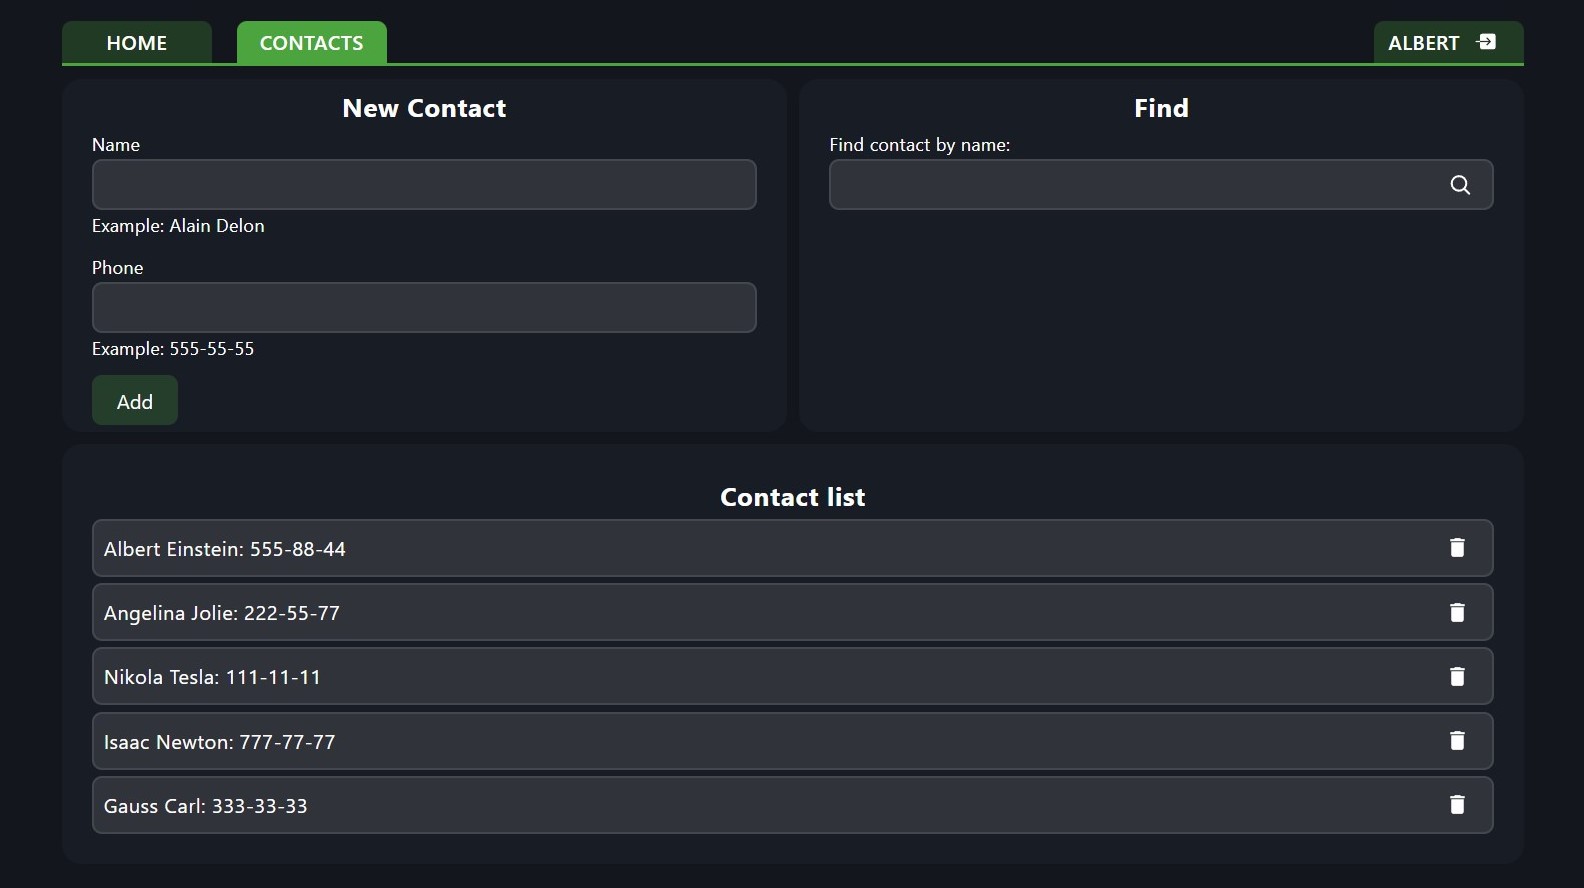 HOME
CONTACTS
ALBERT
New Contact
Name
Example: Alain Delon
Phone
Example: 555-55-55
Add
Find
Find contact by name:
Contact list
Albert Einstein: 555-88-44
Angelina Jolie: 222-55-77
Nikola Tesla: 111-11-11
Isaac Newton: 777-77-77
Gauss Carl: 333-33-33